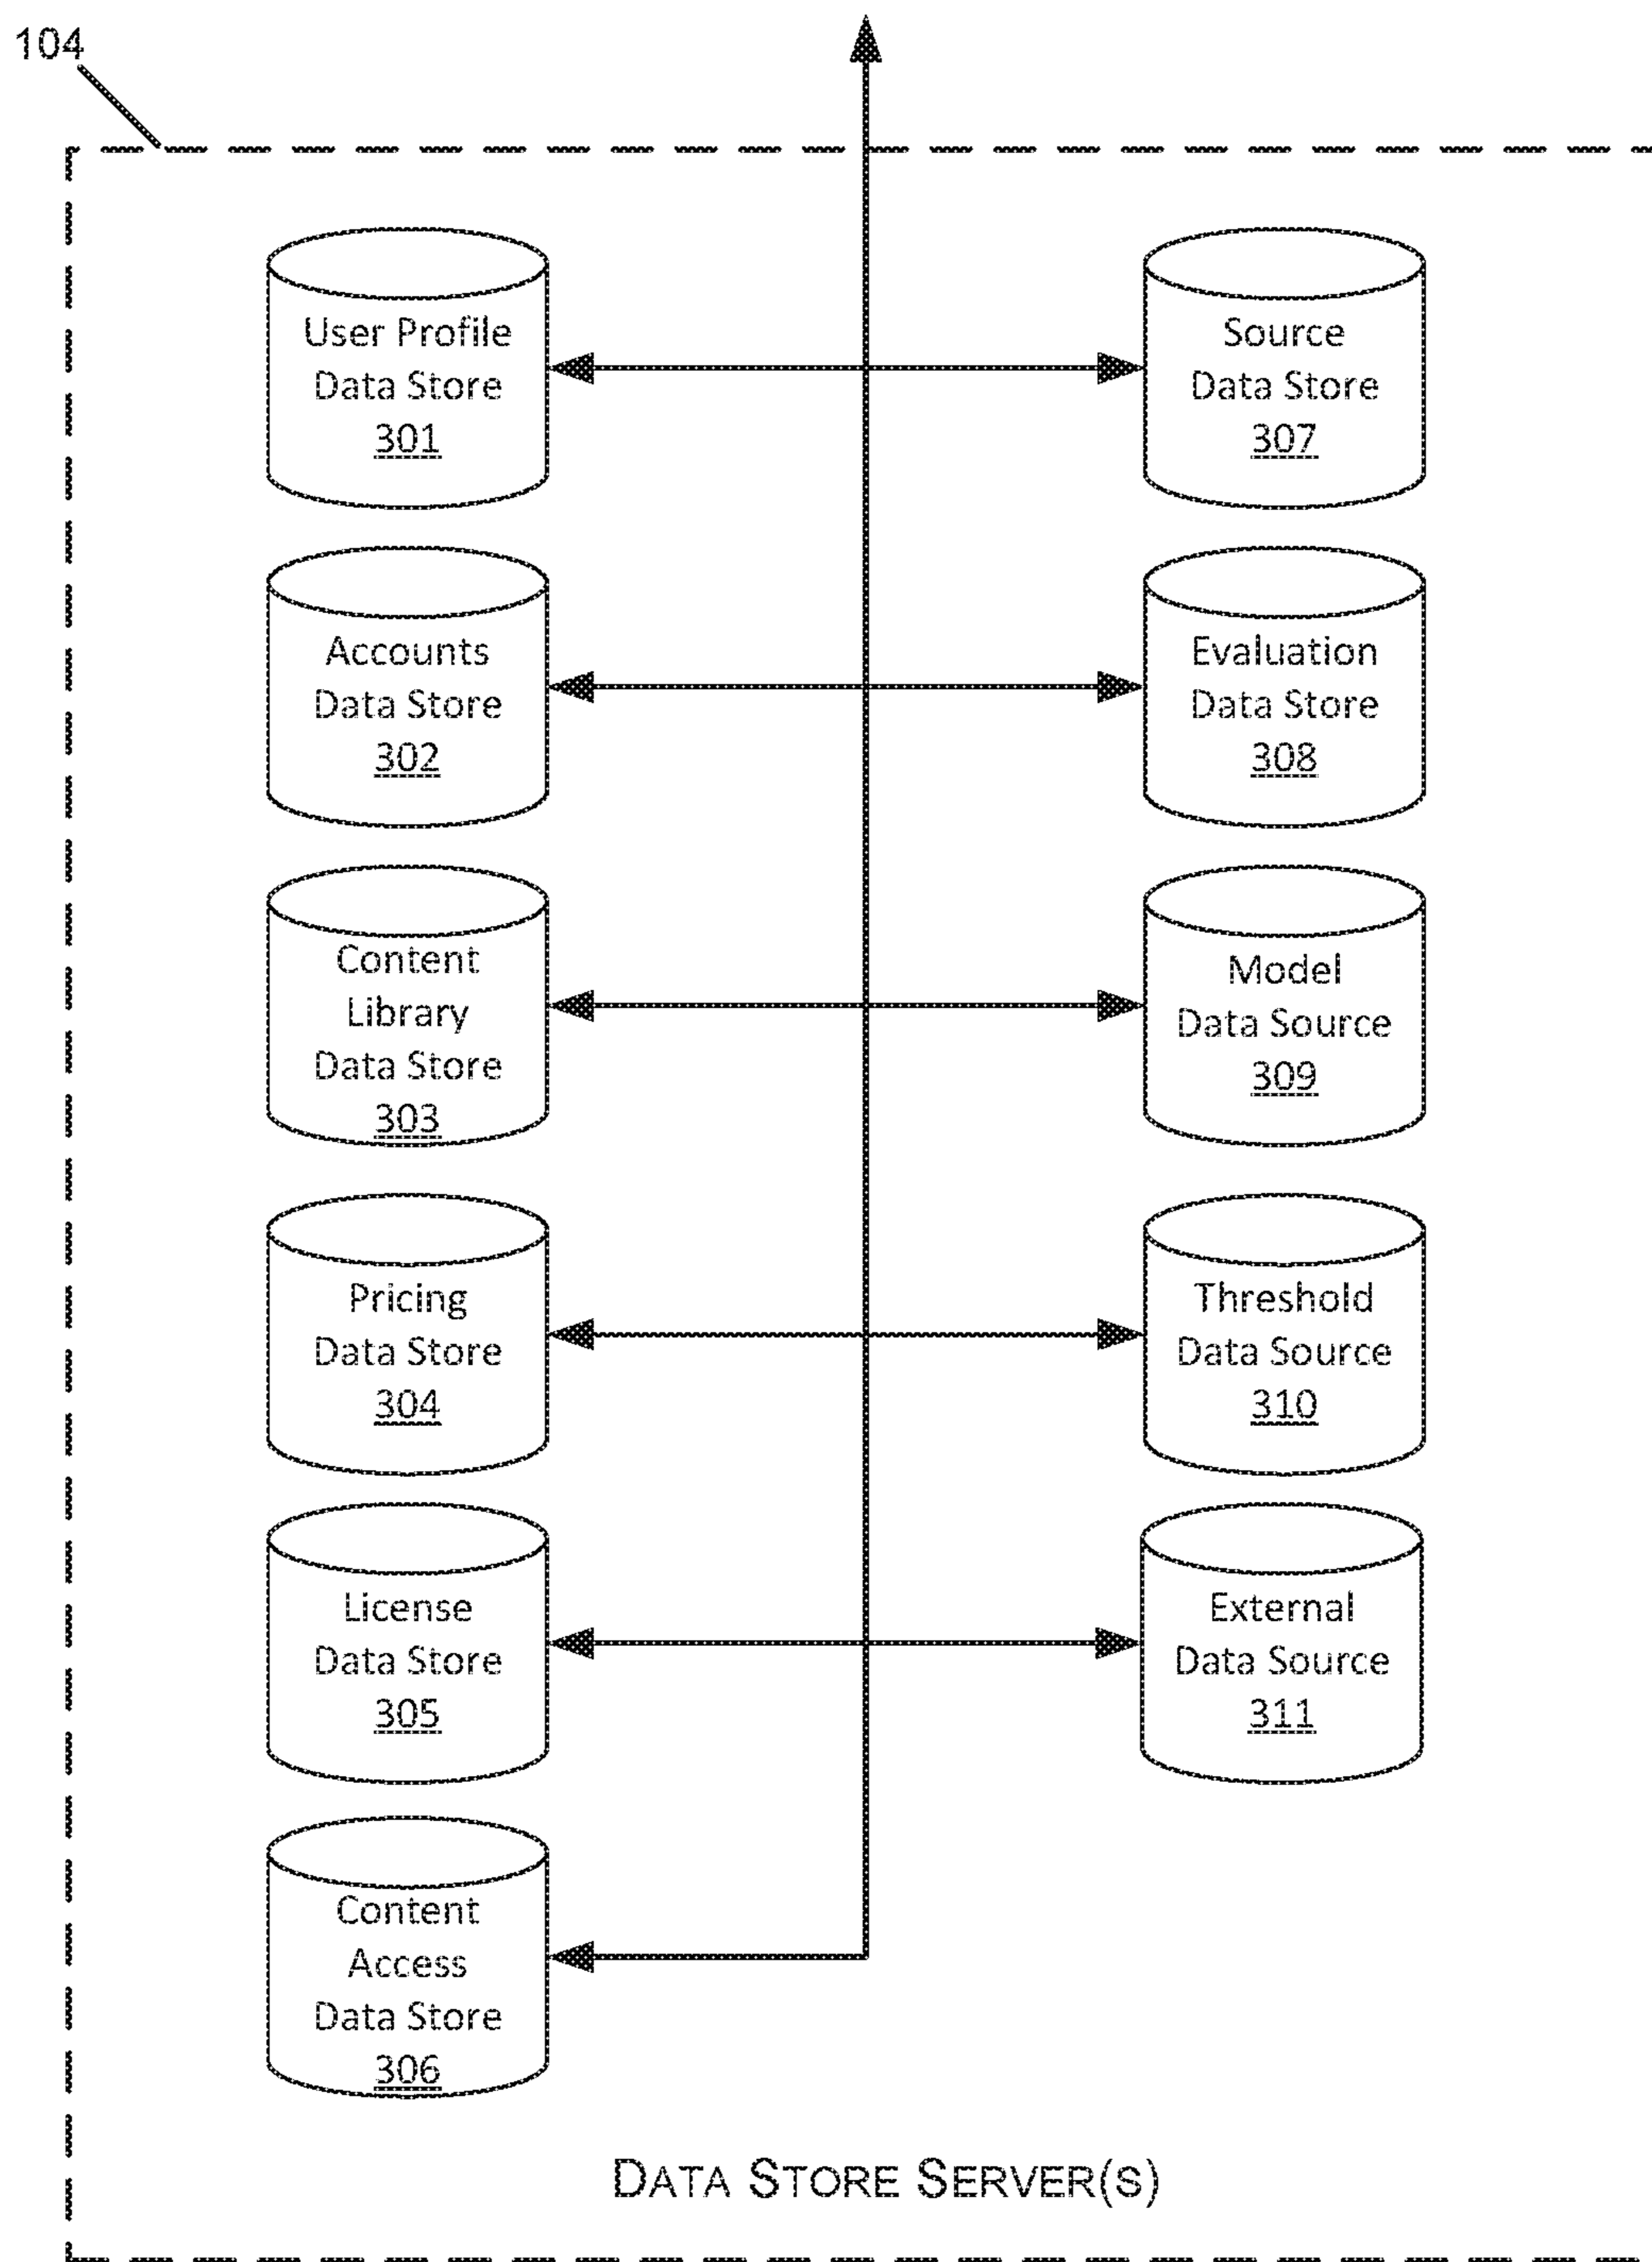 104
User Profile
Data Store
301
Source
Data Store
307
Accounts
Data Store
302
Evaluation
Data Store
308
Content
Library
Data Store
303
Model
Data Source
309
Pricing
Data Store
304
Threshold
Data Source
310
License
Data Store
305
External
Data Source
311
Content
Access
Data Store
306
DATA STORE SERVER(S)